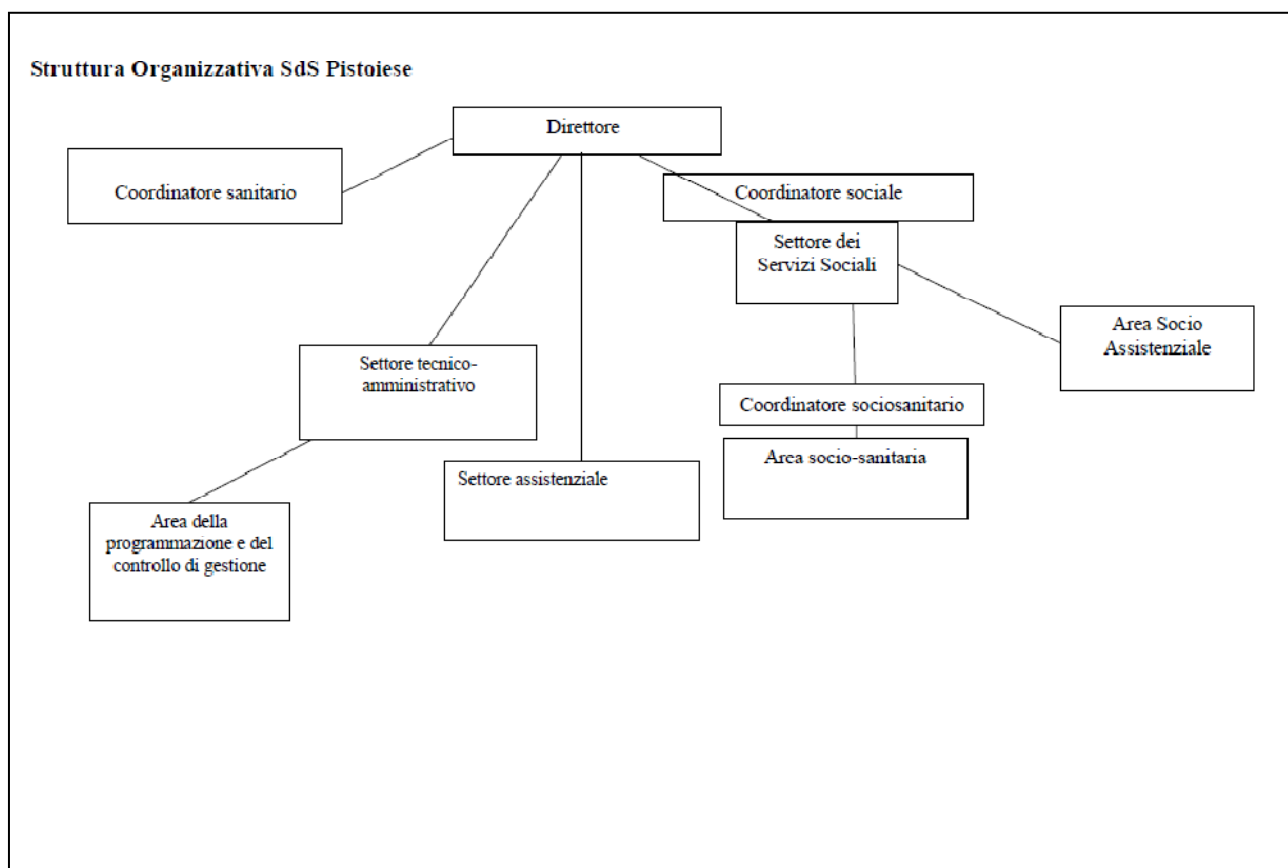 Struttura Organizzativa SdS Pistoiese
Direttore
Coordinatore sanitario
Coordinatore sociale
Settore dei
Servizi Sociali
Area Socio
Assistenziale
Settore tecnico-
amministrativo
Coordinatore sociosanitario
Area socio-sanitaria
Settore assistenziale
Area della
programmazione e del
controllo di gestione